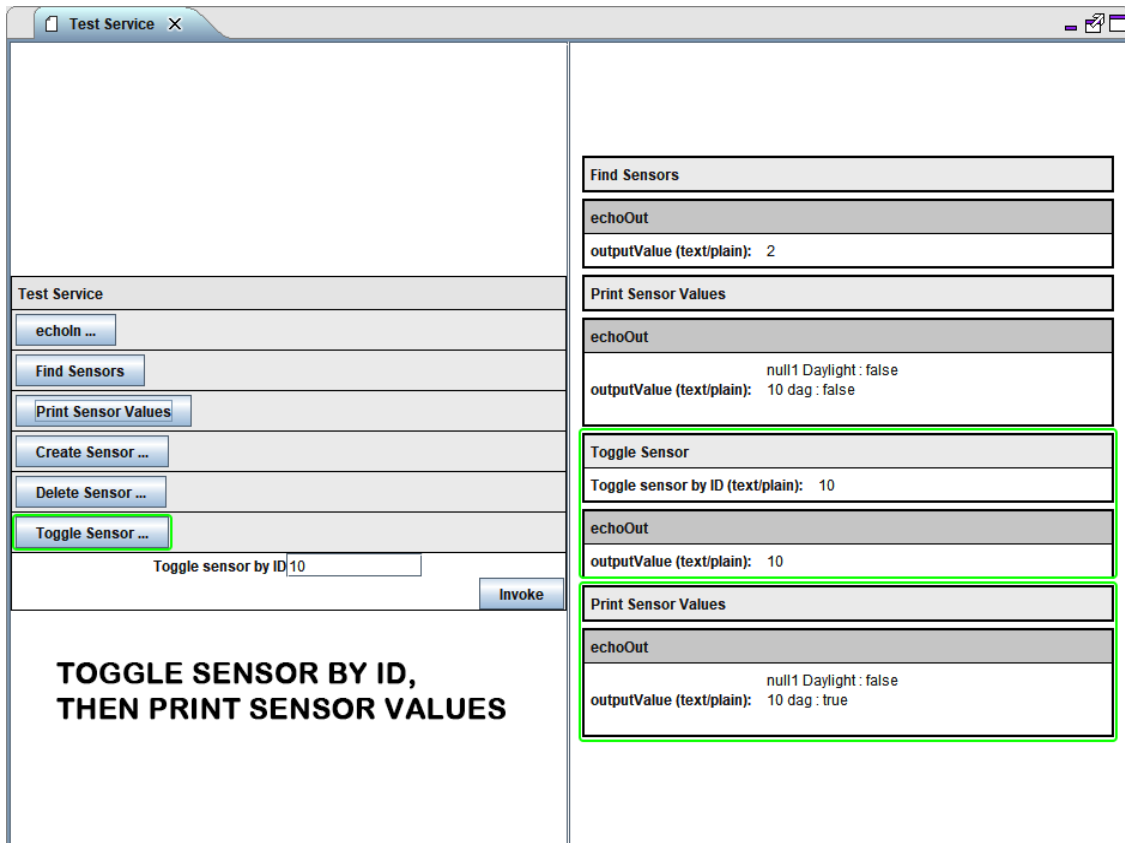 Test Service
Test Service
echoIn ...
Find Sensors
Print Sensor Values
Create Sensor ...
Delete Sensor ...
Toggle Sensor ...
Toggle sensor by ID 10
Invoke
TOGGLE SENSOR BY ID,
THEN PRINT SENSOR VALUES
Find Sensors
echoOut
outputValue (text/plain): 2
Print Sensor Values
echoOut
null1 Daylight : false
outputValue (text/plain): 10 dag : false
Toggle Sensor
Toggle sensor by ID (text/plain): 10
echoOut
outputValue (text/plain): 10
Print Sensor Values
echoOut
null1 Daylight : false
outputValue (text/plain): 10 dag : true